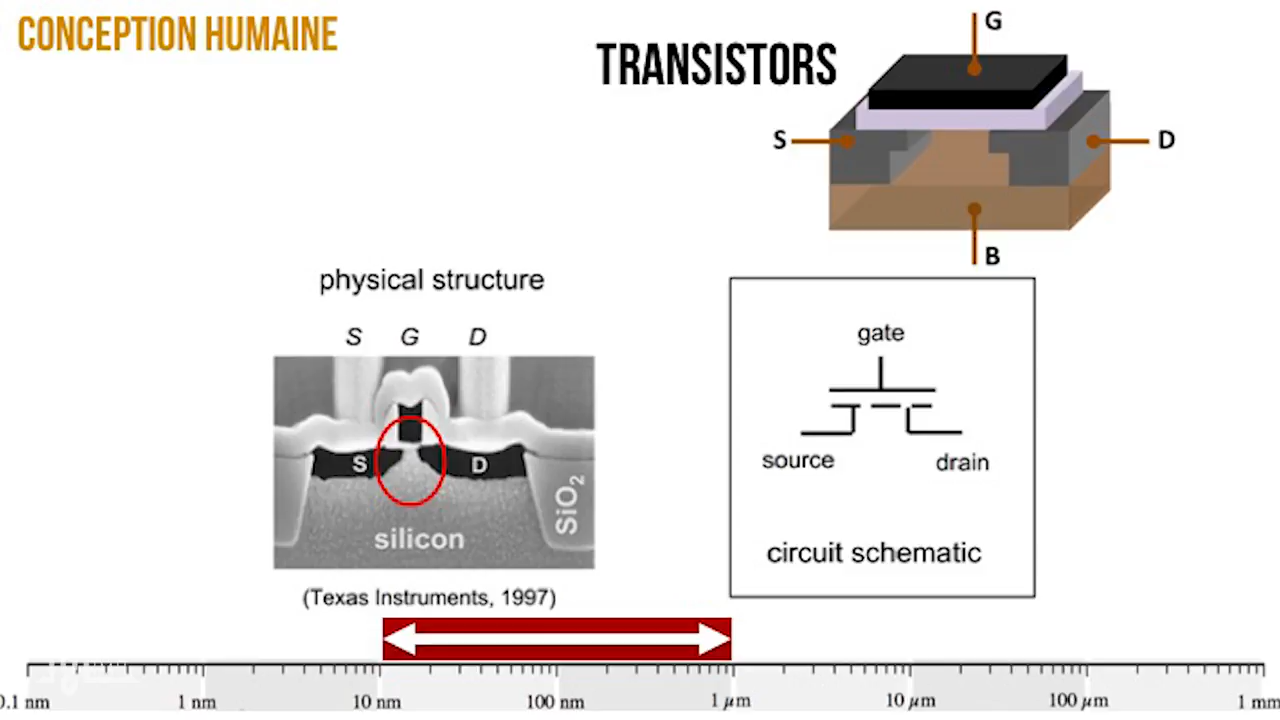 CONCEPTION HUMAINE
TRANSISTORS
G
S
D
B
physical structure
S G D
S
D
silicon
SiO2
(Texas Instruments, 1997)
gate
source
drain
circuit schematic
0.1 nm 1 nm 10 nm 100 nm 1 μm 10 μm 100 μm 1 mm